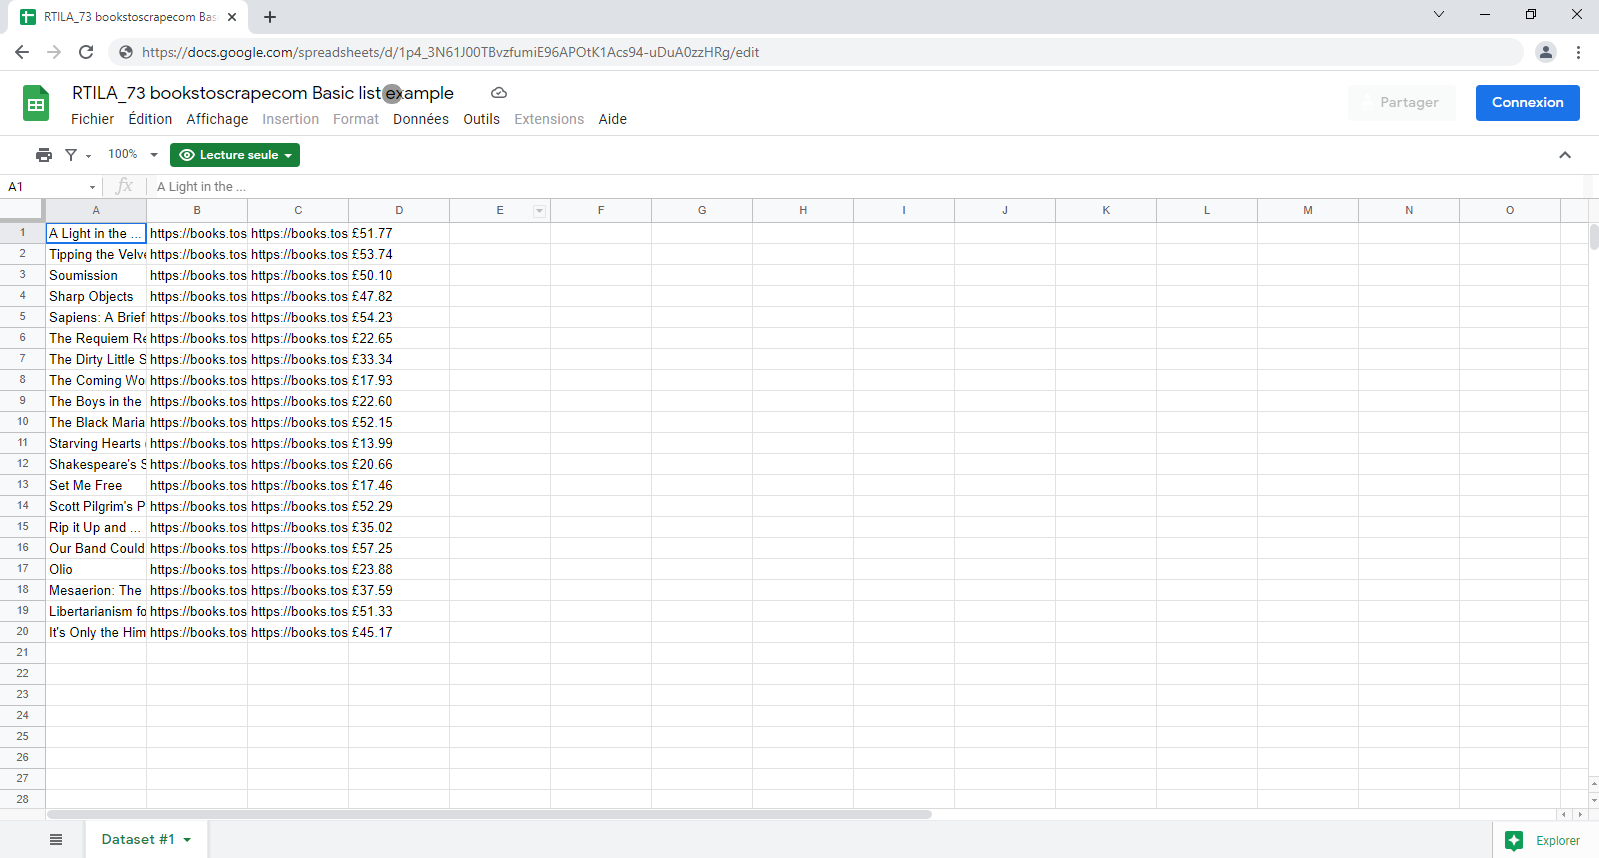 RTILA_73 bookstoscrapecom Bas
https://docs.google.com/spreadsheets/d/1p4_3N61J00TBvzfumiE96APOtK1Acs94-uDuA0zzHRg/edit
RTILA_73 bookstoscrapecom Basic list example
Partager
Connexion
Fichier Édition Affichage Insertion Format Données Outils Extensions Aide
100% Lecture seule
A1 fx A Light in the ...
A B C D E F G H I J K L M N O
1 A Light in the ... https://books.tos https://books.tos £51.77
2 Tipping the Velve https://books.tos https://books.tos £53.74
3 Soumission https://books.tos https://books.tos £50.10
4 Sharp Objects https://books.tos https://books.tos £47.82
5 Sapiens: A Brief https://books.tos https://books.tos £54.23
6 The Requiem Re https://books.tos https://books.tos £22.65
7 The Dirty Little S https://books.tos https://books.tos £33.34
8 The Coming Wo https://books.tos https://books.tos £17.93
9 The Boys in the https://books.tos https://books.tos £22.60
10 The Black Maria https://books.tos https://books.tos £52.15
11 Starving Hearts ( https://books.tos https://books.tos £13.99
12 Shakespeare's S https://books.tos https://books.tos £20.66
13 Set Me Free https://books.tos https://books.tos £17.46
14 Scott Pilgrim's P https://books.tos https://books.tos £52.29
15 Rip it Up and ... https://books.tos https://books.tos £35.02
16 Our Band Could https://books.tos https://books.tos £57.25
17 Olio https://books.tos https://books.tos £23.88
18 Mesaerion: The https://books.tos https://books.tos £37.59
19 Libertarianism fo https://books.tos https://books.tos £51.33
20 It's Only the Him https://books.tos https://books.tos £45.17
21
22
23
24
25
26
27
28
Dataset #1
Explorer